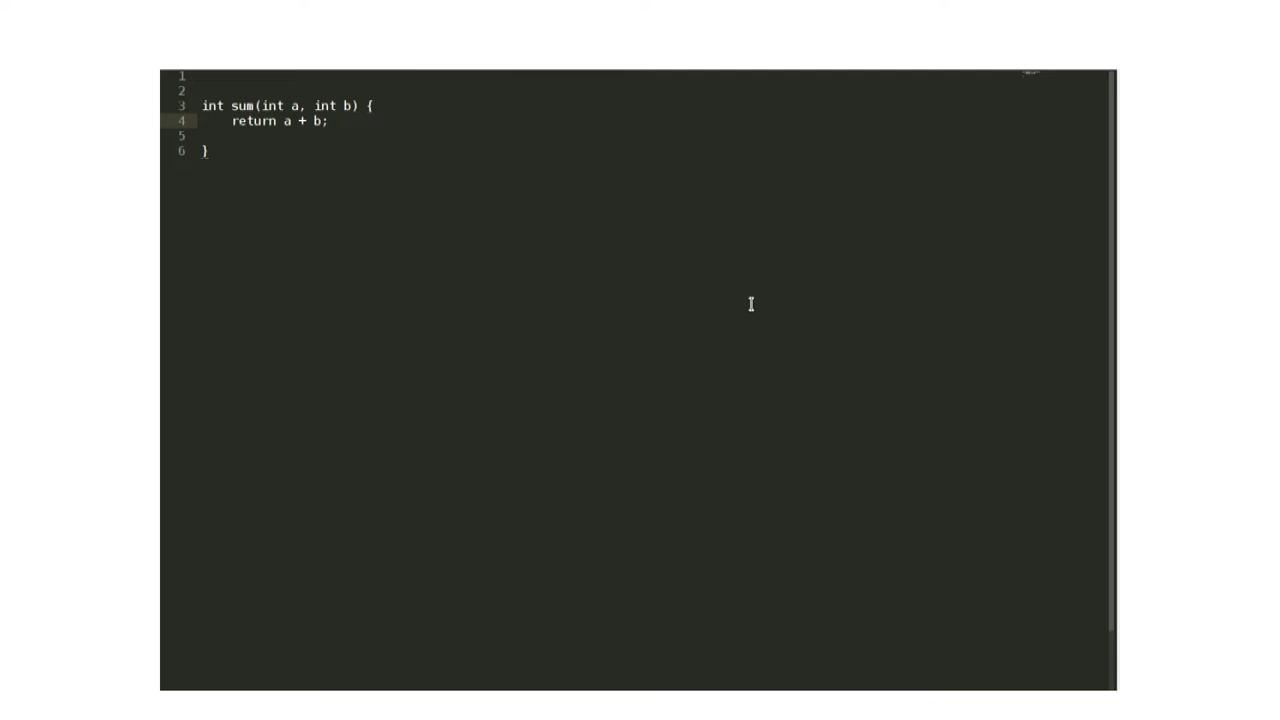 1
2
3 int sum(int a, int b) {
4     return a + b;
5
6 }